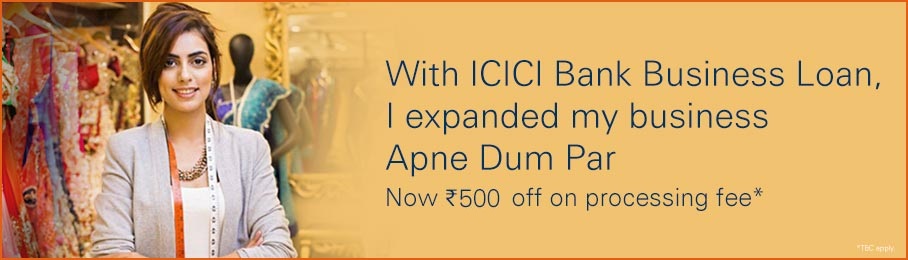 With ICICI Bank Business Loan,
I expanded my business
Apne Dum Par
Now ₹500 off on processing fee*
*T&C apply.